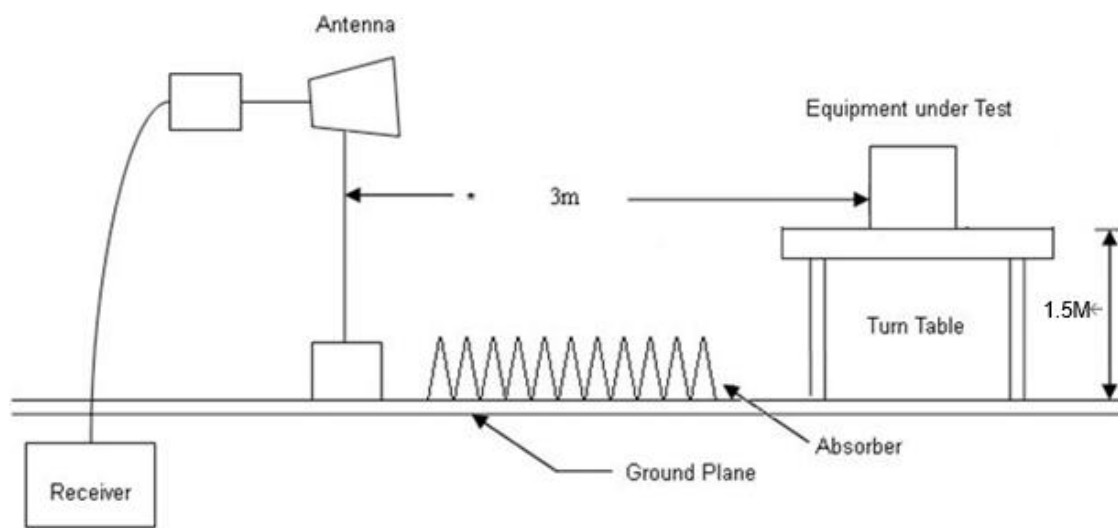 Antenna
Equipment under Test
3m
1.5M←
Turn Table
Absorber
Ground Plane
Receiver